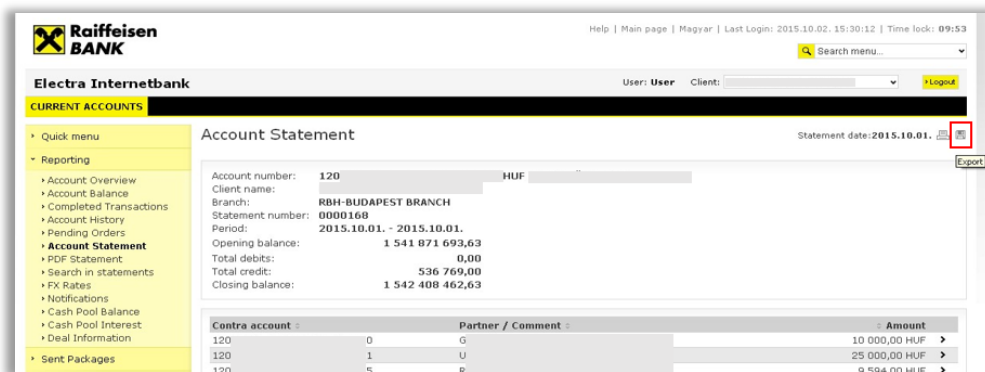 Raiffeisen
BANK
Help | Main page | Magyar | Last Login: 2015.10.02. 15:30:12 | Time lock: 09:53
Search menu...
Electra Internetbank
User: User Client:
Logout
CURRENT ACCOUNTS
Quick menu
Reporting
Account Overview
Account Balance
Completed Transactions
Account History
Pending Orders
Account Statement
PDF Statement
Search in statements
FX Rates
Notifications
Cash Pool Balance
Cash Pool Interest
Deal Information
Sent Packages
Account Statement
Statement date:2015.10.01.
Export
Account number: 120 HUF
Client name:
Branch: RBH-BUDAPEST BRANCH
Statement number: 0000168
Period: 2015.10.01. - 2015.10.01.
Opening balance: 1 541 871 693,63
Total debits: 0,00
Total credit: 536 769,00
Closing balance: 1 542 408 462,63
Contra account Partner / Comment Amount
120 0 G 10 000,00 HUF
120 1 U 25 000,00 HUF
120 5 R 9 594,00 HUF